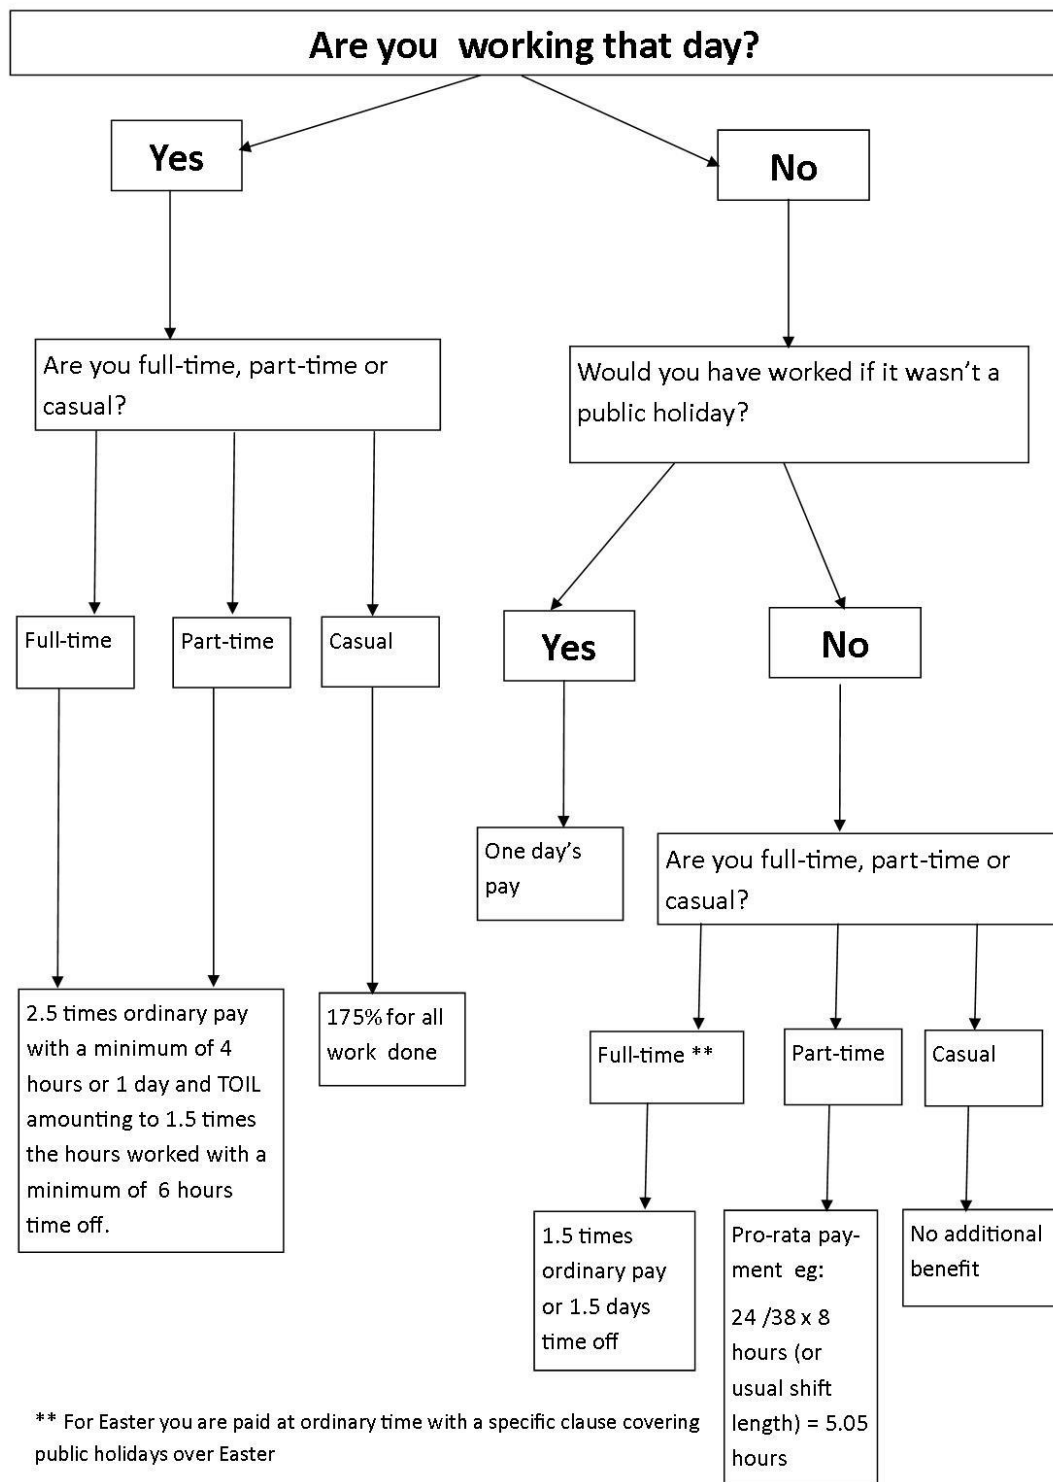 Are you  working that day?
Yes
No
Are you full-time, part-time or
casual?
Would you have worked if it wasn't a
public holiday?
Full-time
Part-time
Casual
Yes
No
One day's
pay
Are you full-time, part-time or
casual?
2.5 times ordinary pay
with a minimum of 4
hours or 1 day and TOIL
amounting to 1.5 times
the hours worked with a
minimum of  6 hours
time off.
175% for all
work  done
Full-time **
Part-time
Casual
1.5 times
ordinary pay
or 1.5 days
time off
Pro-rata pay-
ment  eg:
24 /38 x 8
hours (or
usual shift
length) = 5.05
hours
No additional
benefit
** For Easter you are paid at ordinary time with a specific clause covering
public holidays over Easter